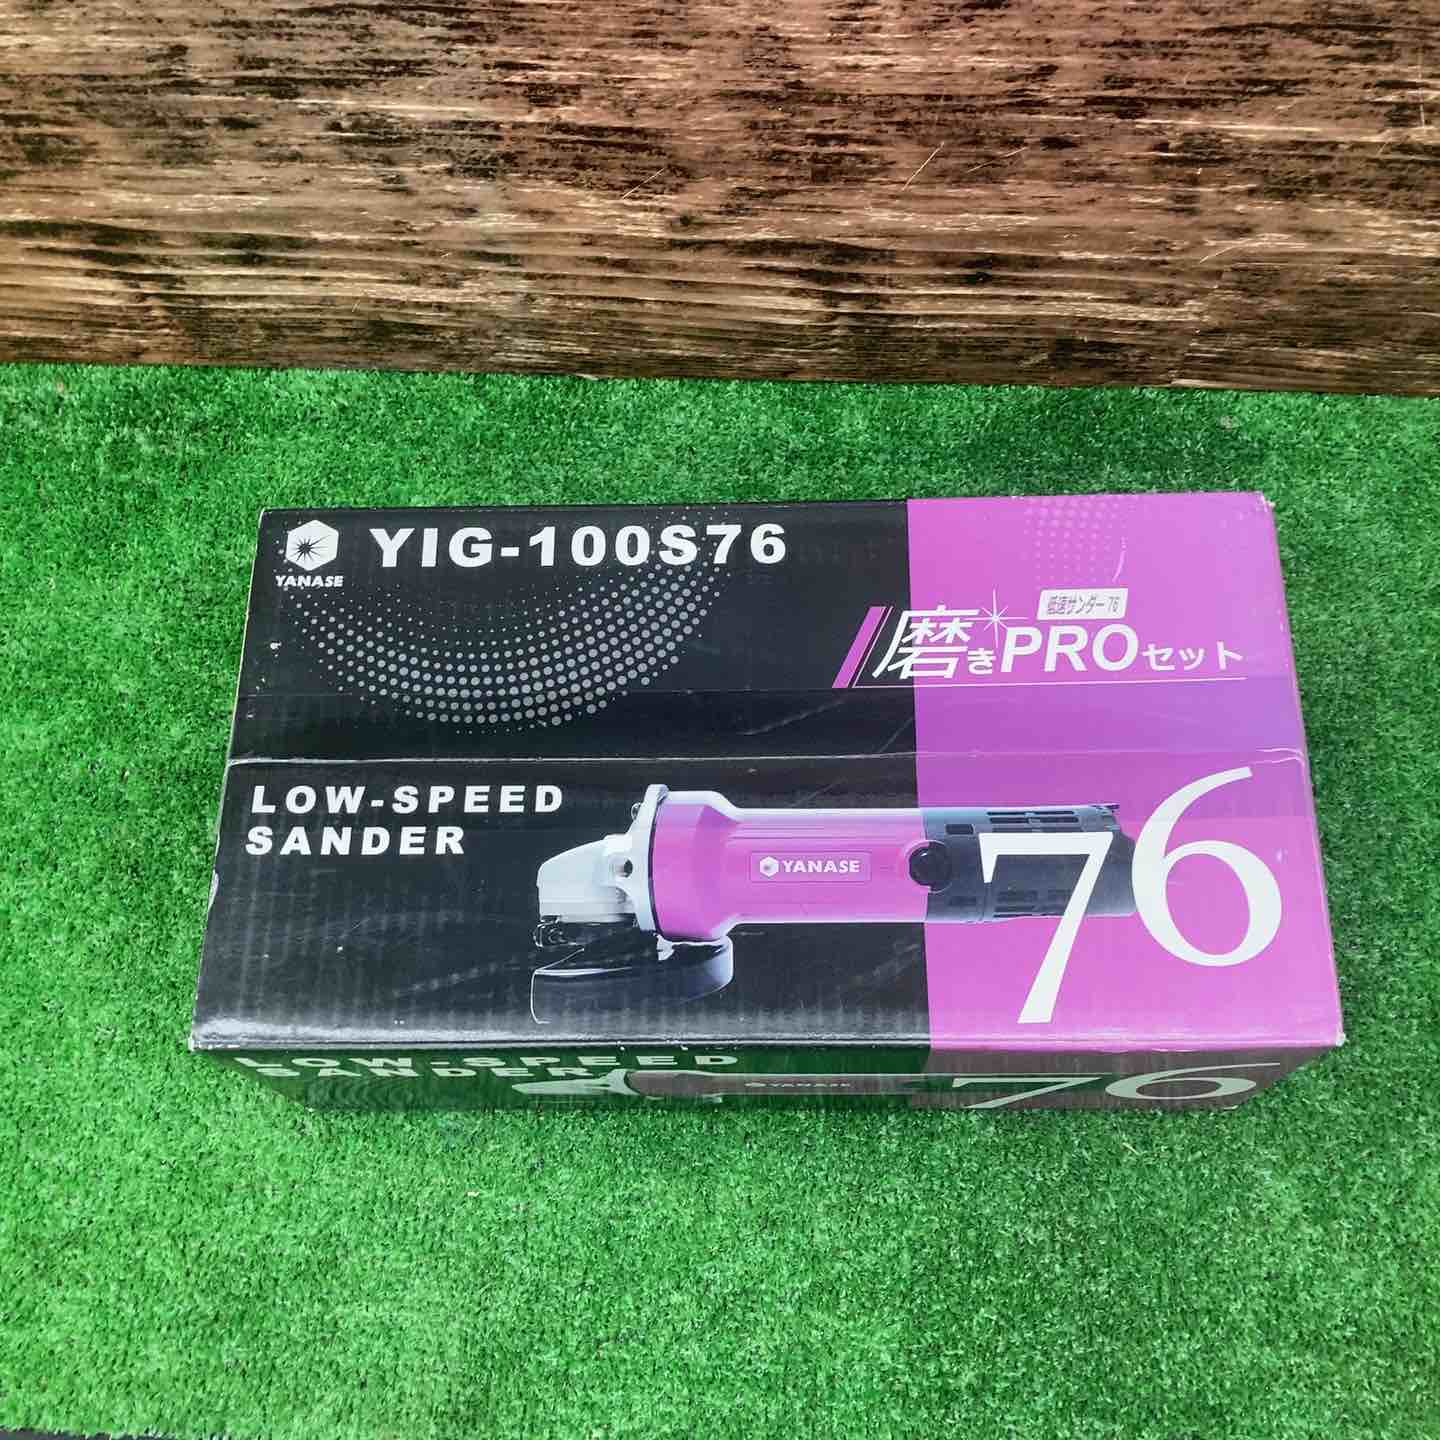 YANASE
YIG-100S76
低速サンダー76
磨きPROセット
LOW-SPEED
SANDER
YANASE
76
LOW-SPEED
SANDER
YANASE
76